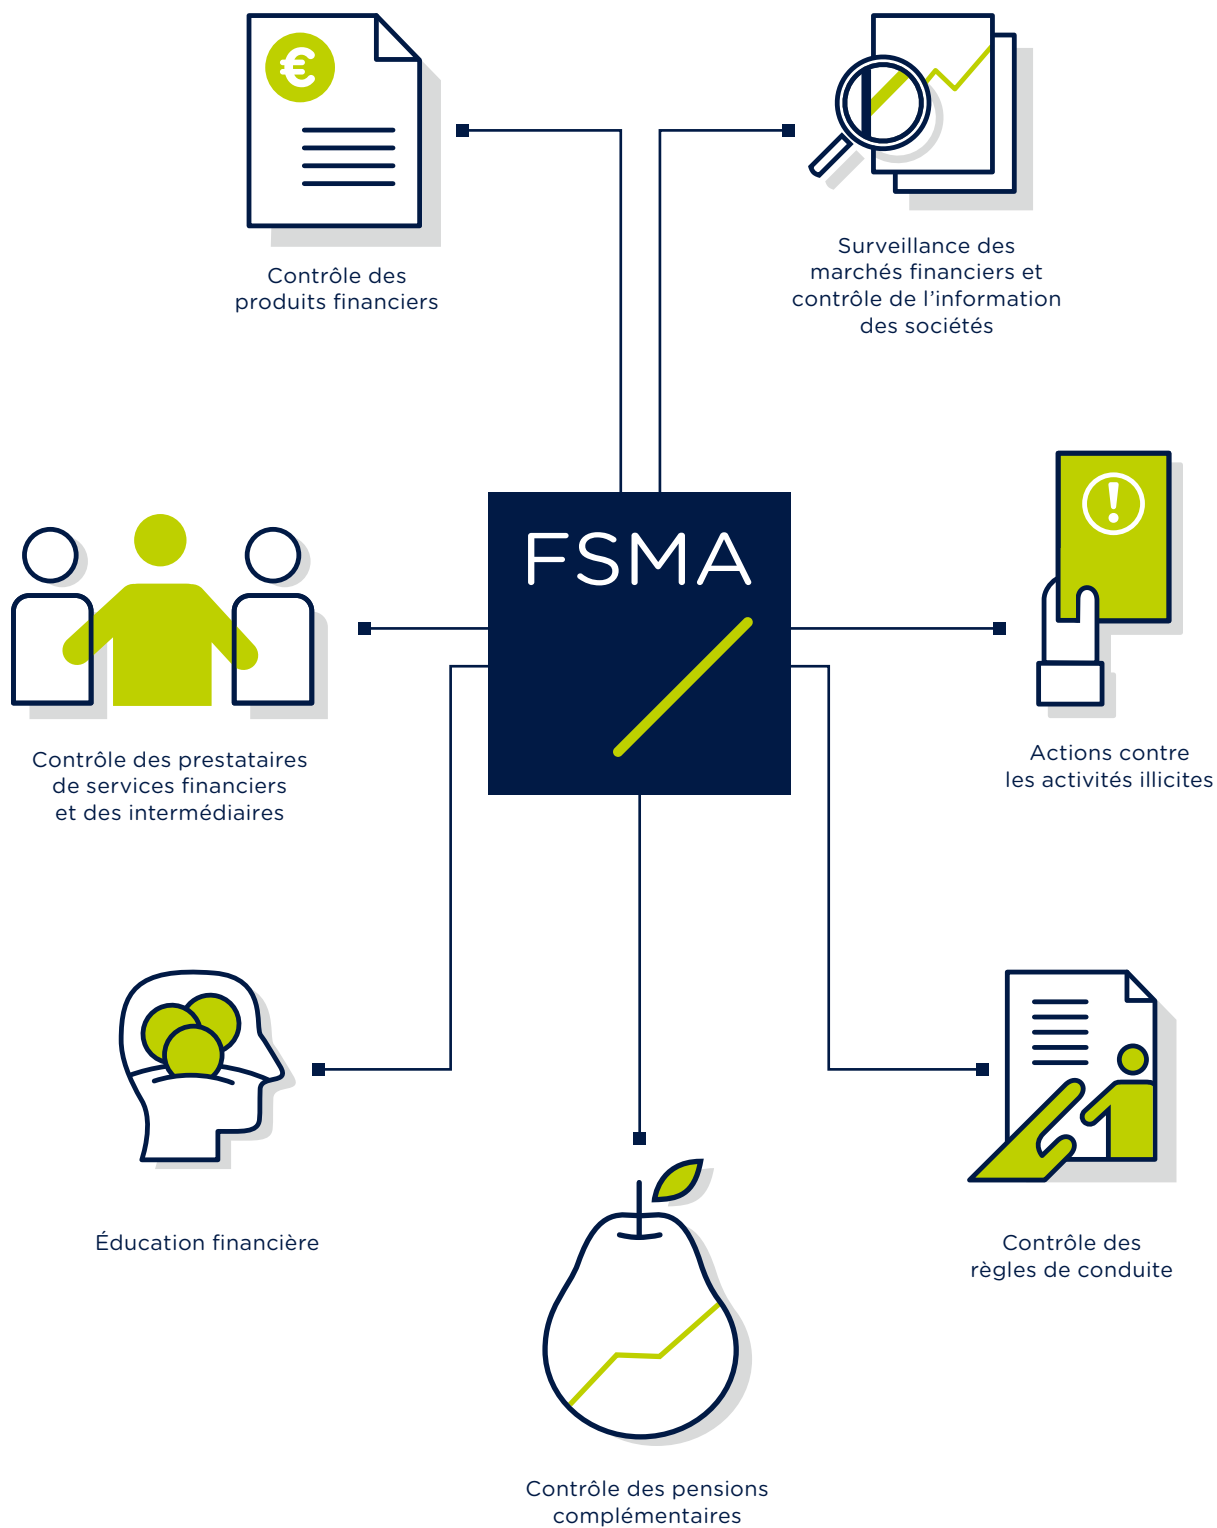 Contrôle des
produits financiers
Surveillance des
marchés financiers et
contrôle de l’information
des sociétés
FSMA
Contrôle des prestataires
de services financiers
et des intermédiaires
Actions contre
les activités illicites
Éducation financière
Contrôle des
règles de conduite
Contrôle des pensions
complémentaires